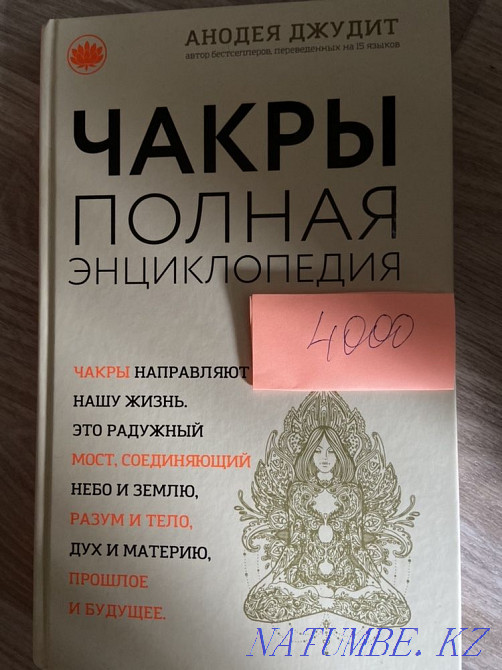 АНОДЕЯ ДЖУДИТ
автор бестселлеров, переведенных на 15 языков
ЧАКРЫ
ПОЛНАЯ
ЭНЦИКЛОПЕДИЯ
4000
ЧАКРЫ НАПРАВЛЯЮТ
НАШУ ЖИЗНЬ.
ЭТО РАДУЖНЫЙ
МОСТ, СОЕДИНЯЮЩИЙ
НЕБО И ЗЕМЛЮ,
РАЗУМ И ТЕЛО,
ДУХ И МАТЕРИЮ,
ПРОШЛОЕ
И БУДУЩЕЕ.
NATUMBE.KZ